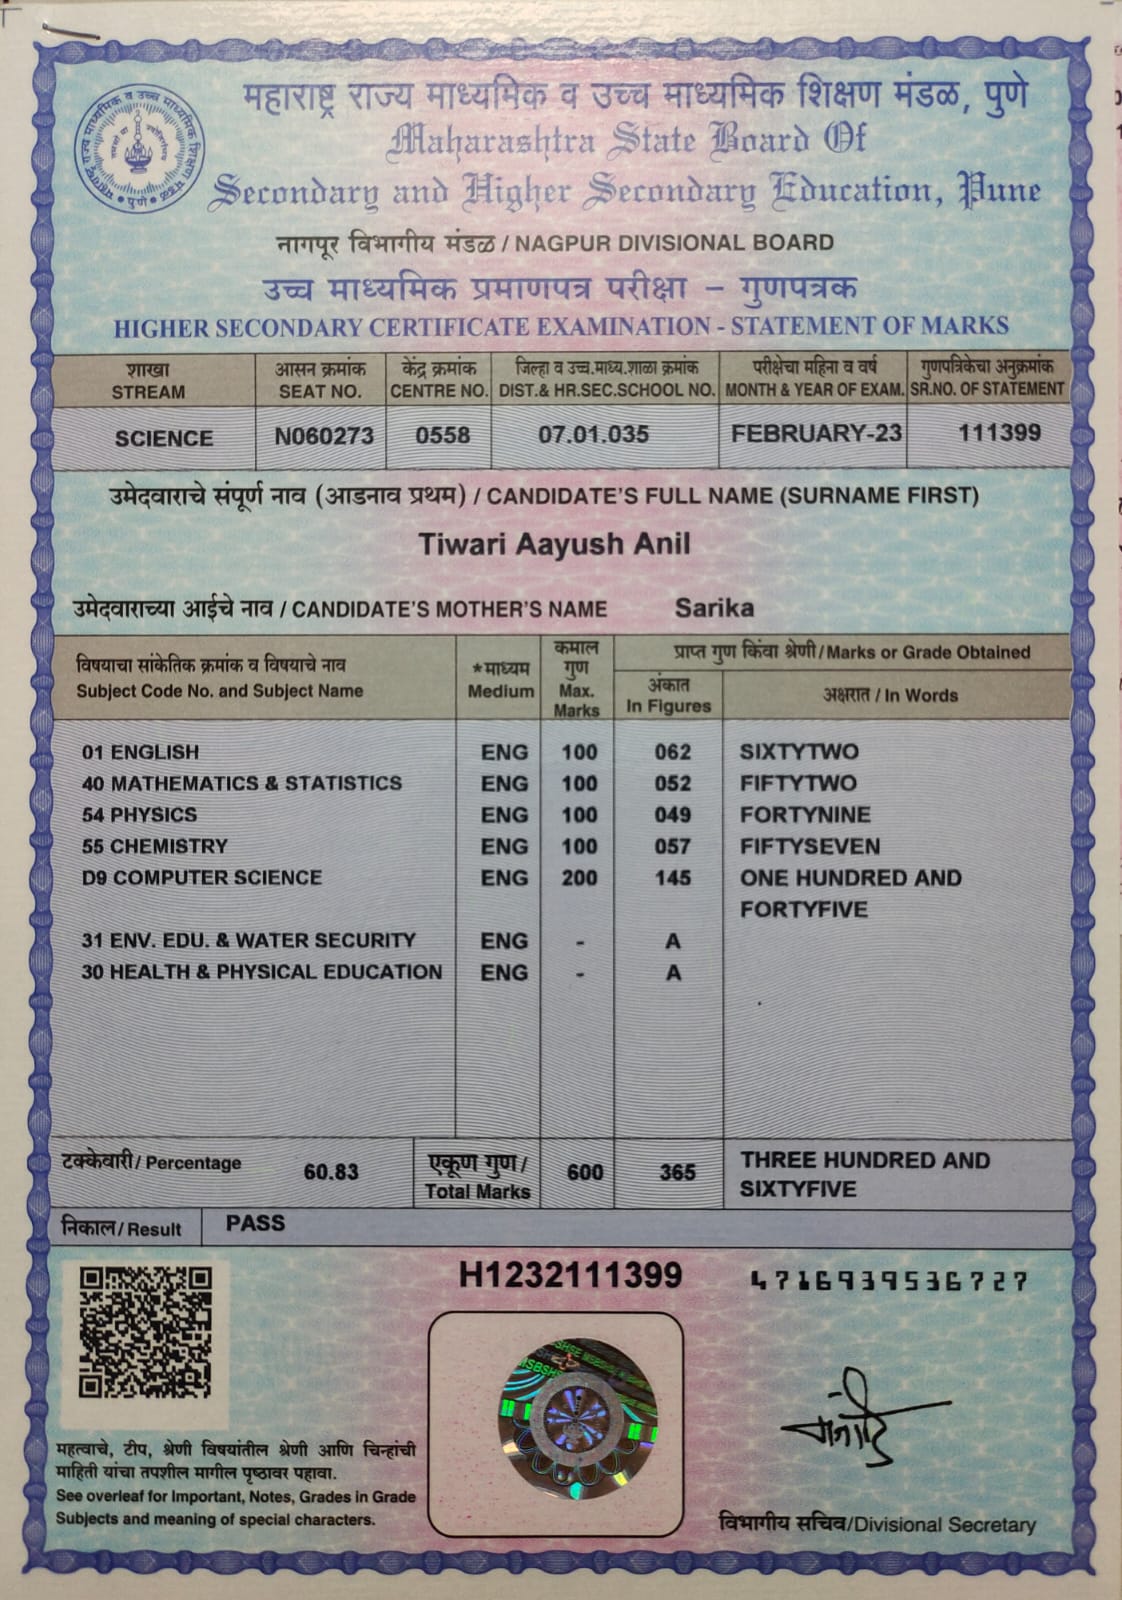 महाराष्ट्र राज्य माध्यमिक व उच्च माध्यमिक शिक्षण मंडळ, पुणे
Maharashtra State Board Of
Secondary and Higher Secondary Education, Pune
नागपूर विभागीय मंडळ / NAGPUR DIVISIONAL BOARD
उच्च माध्यमिक प्रमाणपत्र परीक्षा – गुणपत्रक
HIGHER SECONDARY CERTIFICATE EXAMINATION - STATEMENT OF MARKS
शाखा आसन क्रमांक केंद्र क्रमांक जिल्हा व उच्च.माध्य.शाळा क्रमांक परीक्षेचा महिना व वर्ष गुणपत्रिकेचा अनुक्रमांक
STREAM SEAT NO. CENTRE NO. DIST.& HR.SEC.SCHOOL NO. MONTH & YEAR OF EXAM. SR.NO. OF STATEMENT
SCIENCE N060273 0558 07.01.035 FEBRUARY-23 111399
उमेदवाराचे संपूर्ण नाव (आडनाव प्रथम) / CANDIDATE'S FULL NAME (SURNAME FIRST)
Tiwari Aayush Anil
उमेदवाराच्या आईचे नाव / CANDIDATE'S MOTHER'S NAME Sarika
विषयाचा सांकेतिक क्रमांक व विषयाचे नाव
Subject Code No. and Subject Name
*माध्यम
Medium
कमाल
गुण
Max.
Marks
प्राप्त गुण किंवा श्रेणी/Marks or Grade Obtained
अंकात
In Figures
अक्षरात / In Words
01 ENGLISH ENG 100 062 SIXTYTWO
40 MATHEMATICS & STATISTICS ENG 100 052 FIFTYTWO
54 PHYSICS ENG 100 049 FORTYNINE
55 CHEMISTRY ENG 100 057 FIFTYSEVEN
D9 COMPUTER SCIENCE ENG 200 145 ONE HUNDRED AND
FORTYFIVE
31 ENV. EDU. & WATER SECURITY ENG - A
30 HEALTH & PHYSICAL EDUCATION ENG - A
टक्केवारी/ Percentage 60.83
एकूण गुण/
Total Marks
600 365 THREE HUNDRED AND
SIXTYFIVE
निकाल/ Result PASS
H1232111399 4716939536727
महत्वाचे, टीप, श्रेणी विषयांतील श्रेणी आणि चिन्हांची
माहिती यांचा तपशील मागील पृष्ठावर पहावा.
See overleaf for Important, Notes, Grades in Grade
Subjects and meaning of special characters.
विभागीय सचिव/Divisional Secretary